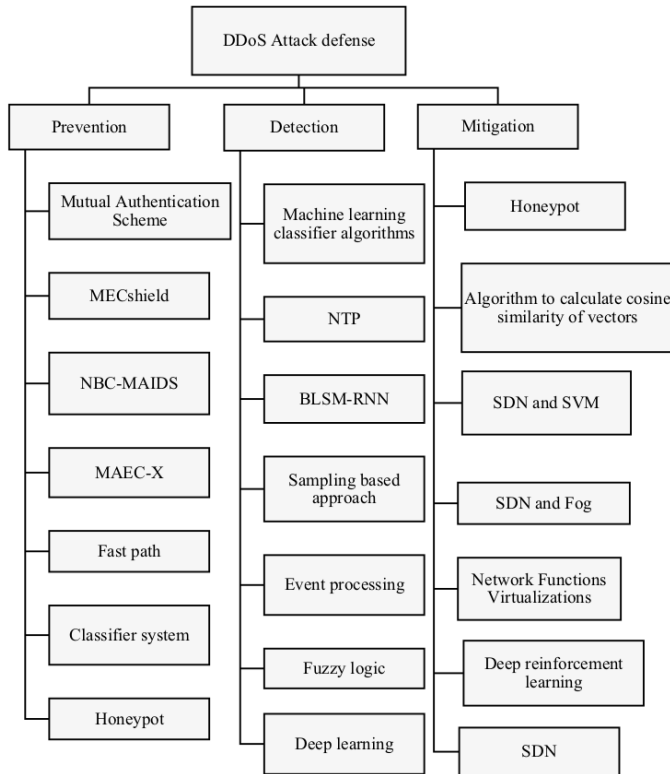 DDoS Attack defense
Prevention
Detection
Mitigation
Mutual Authentication
Scheme
MECshield
NBC-MAIDS
MAEC-X
Fast path
Classifier system
Honeypot
Machine learning
classifier algorithms
NTP
BLSM-RNN
Sampling based
approach
Event processing
Fuzzy logic
Deep learning
Honeypot
Algorithm to calculate cosine
similarity of vectors
SDN and SVM
SDN and Fog
Network Functions
Virtualizations
Deep reinforcement
learning
SDN